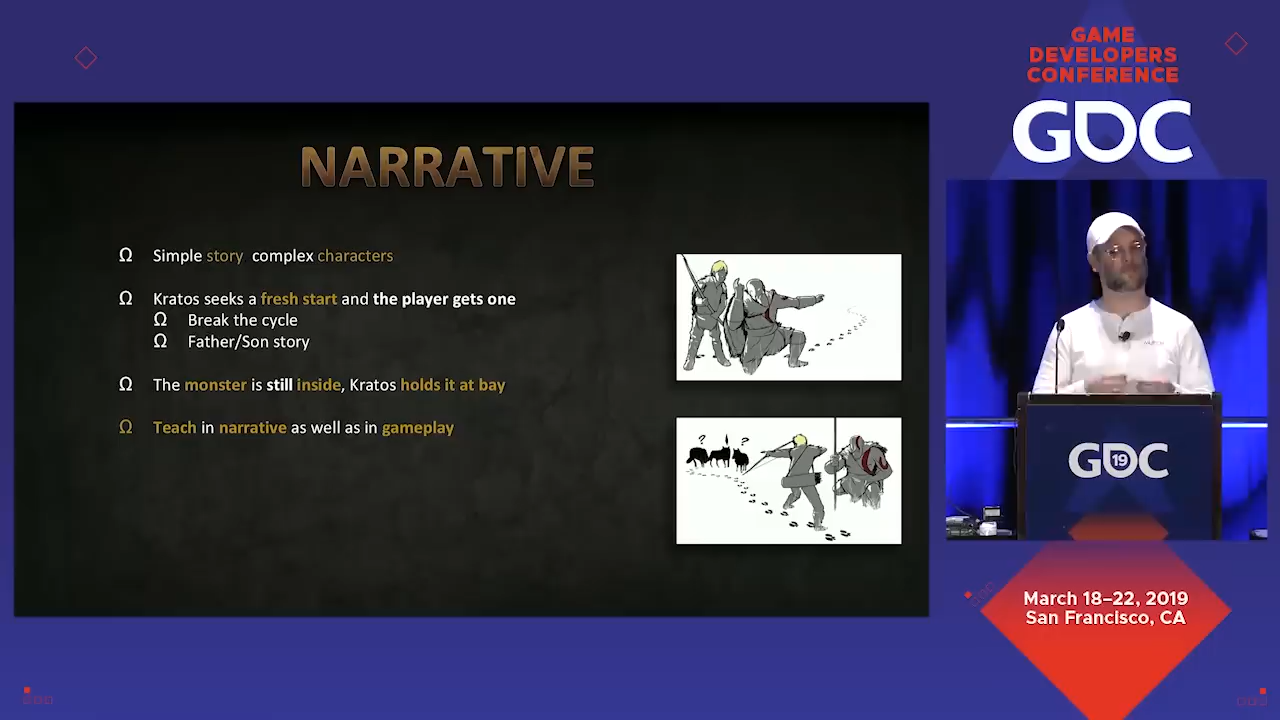 GAME
DEVELOPERS
CONFERENCE
GDC
NARRATIVE
Ω Simple story complex characters
Ω Kratos seeks a fresh start and the player gets one
Ω Break the cycle
Ω Father/Son story
Ω The monster is still inside, Kratos holds it at bay
Ω Teach in narrative as well as in gameplay
? ! ?
GDC
19
March 18–22, 2019
San Francisco, CA